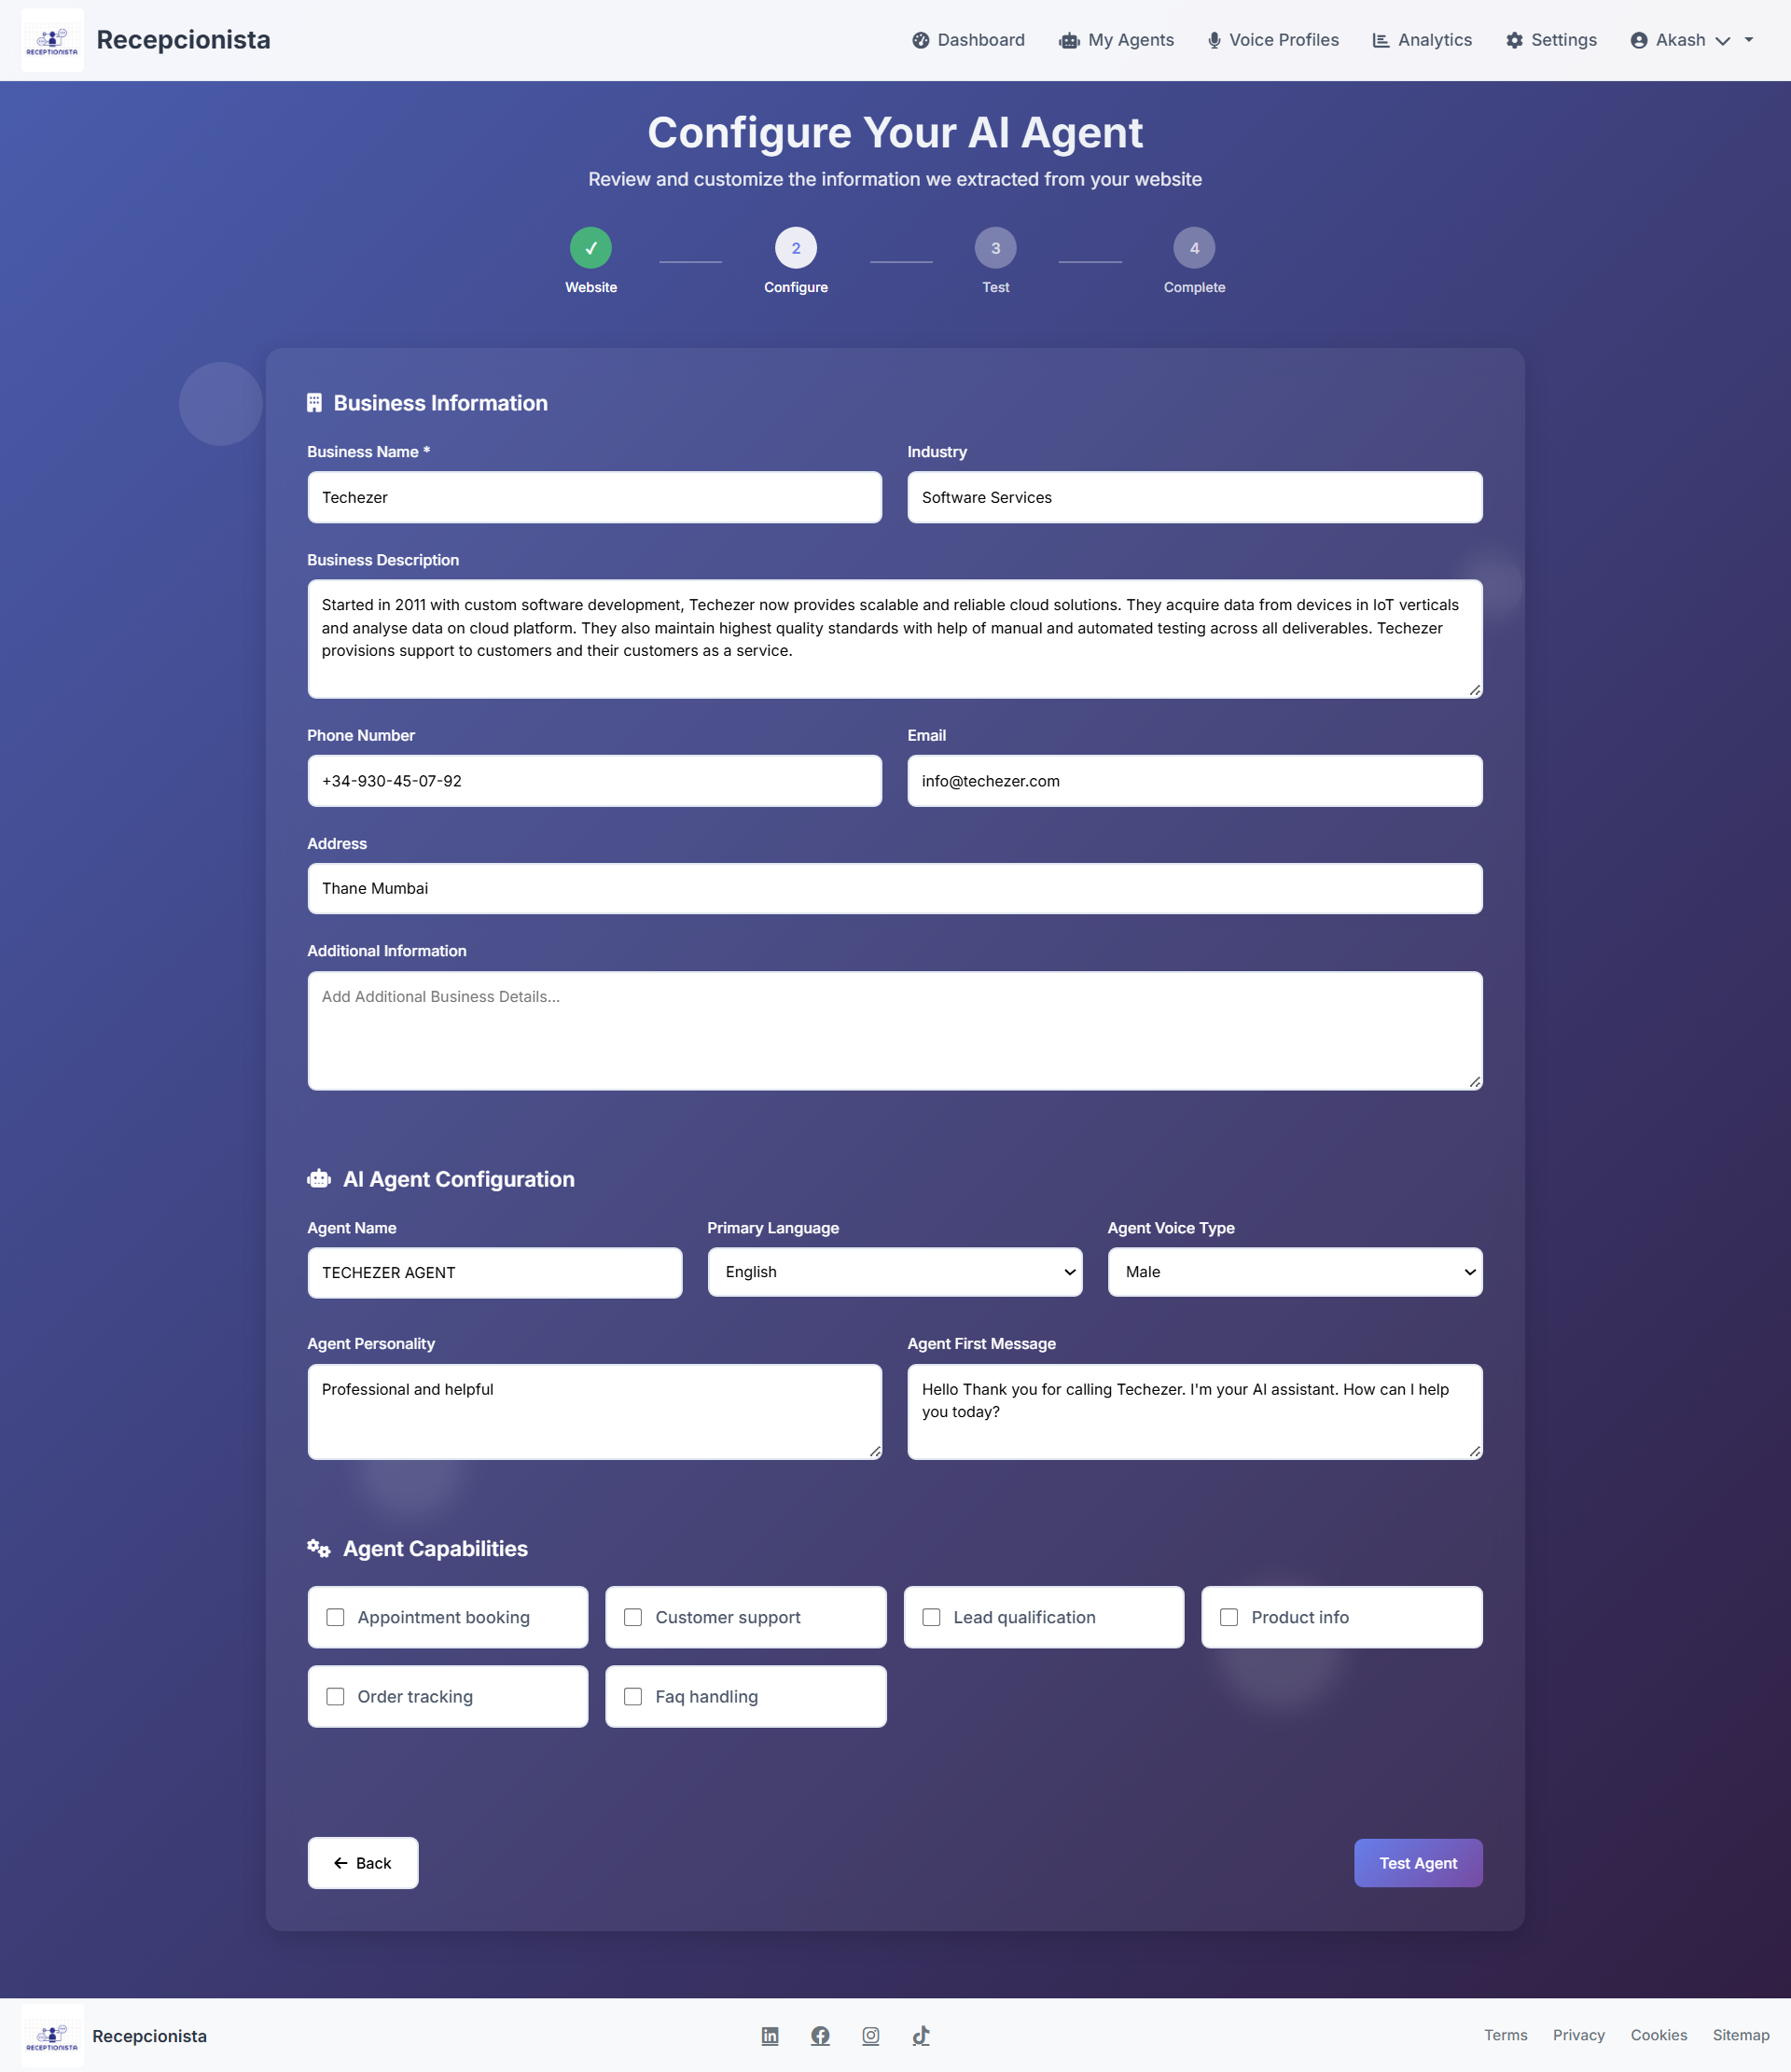 RECEPTIONISTA
Recepcionista
Dashboard
My Agents
Voice Profiles
Analytics
Settings
Akash
Configure Your AI Agent
Review and customize the information we extracted from your website
Website
2
Configure
3
Test
4
Complete
Business Information
Business Name *
Industry
Techezer
Software Services
Business Description
Started in 2011 with custom software development, Techezer now provides scalable and reliable cloud solutions. They acquire data from devices in IoT verticals
and analyse data on cloud platform. They also maintain highest quality standards with help of manual and automated testing across all deliverables. Techezer
provisions support to customers and their customers as a service.
Phone Number
Email
+34-930-45-07-92
info@techezer.com
Address
Thane Mumbai
Additional Information
Add Additional Business Details...
AI Agent Configuration
Agent Name
Primary Language
Agent Voice Type
TECHEZER AGENT
English
Male
Agent Personality
Agent First Message
Professional and helpful
Hello Thank you for calling Techezer. I'm your AI assistant. How can I help
you today?
Agent Capabilities
Appointment booking
Customer support
Lead qualification
Product info
Order tracking
Faq handling
Back
Test Agent
RECEPTIONISTA
Recepcionista
Terms
Privacy
Cookies
Sitemap